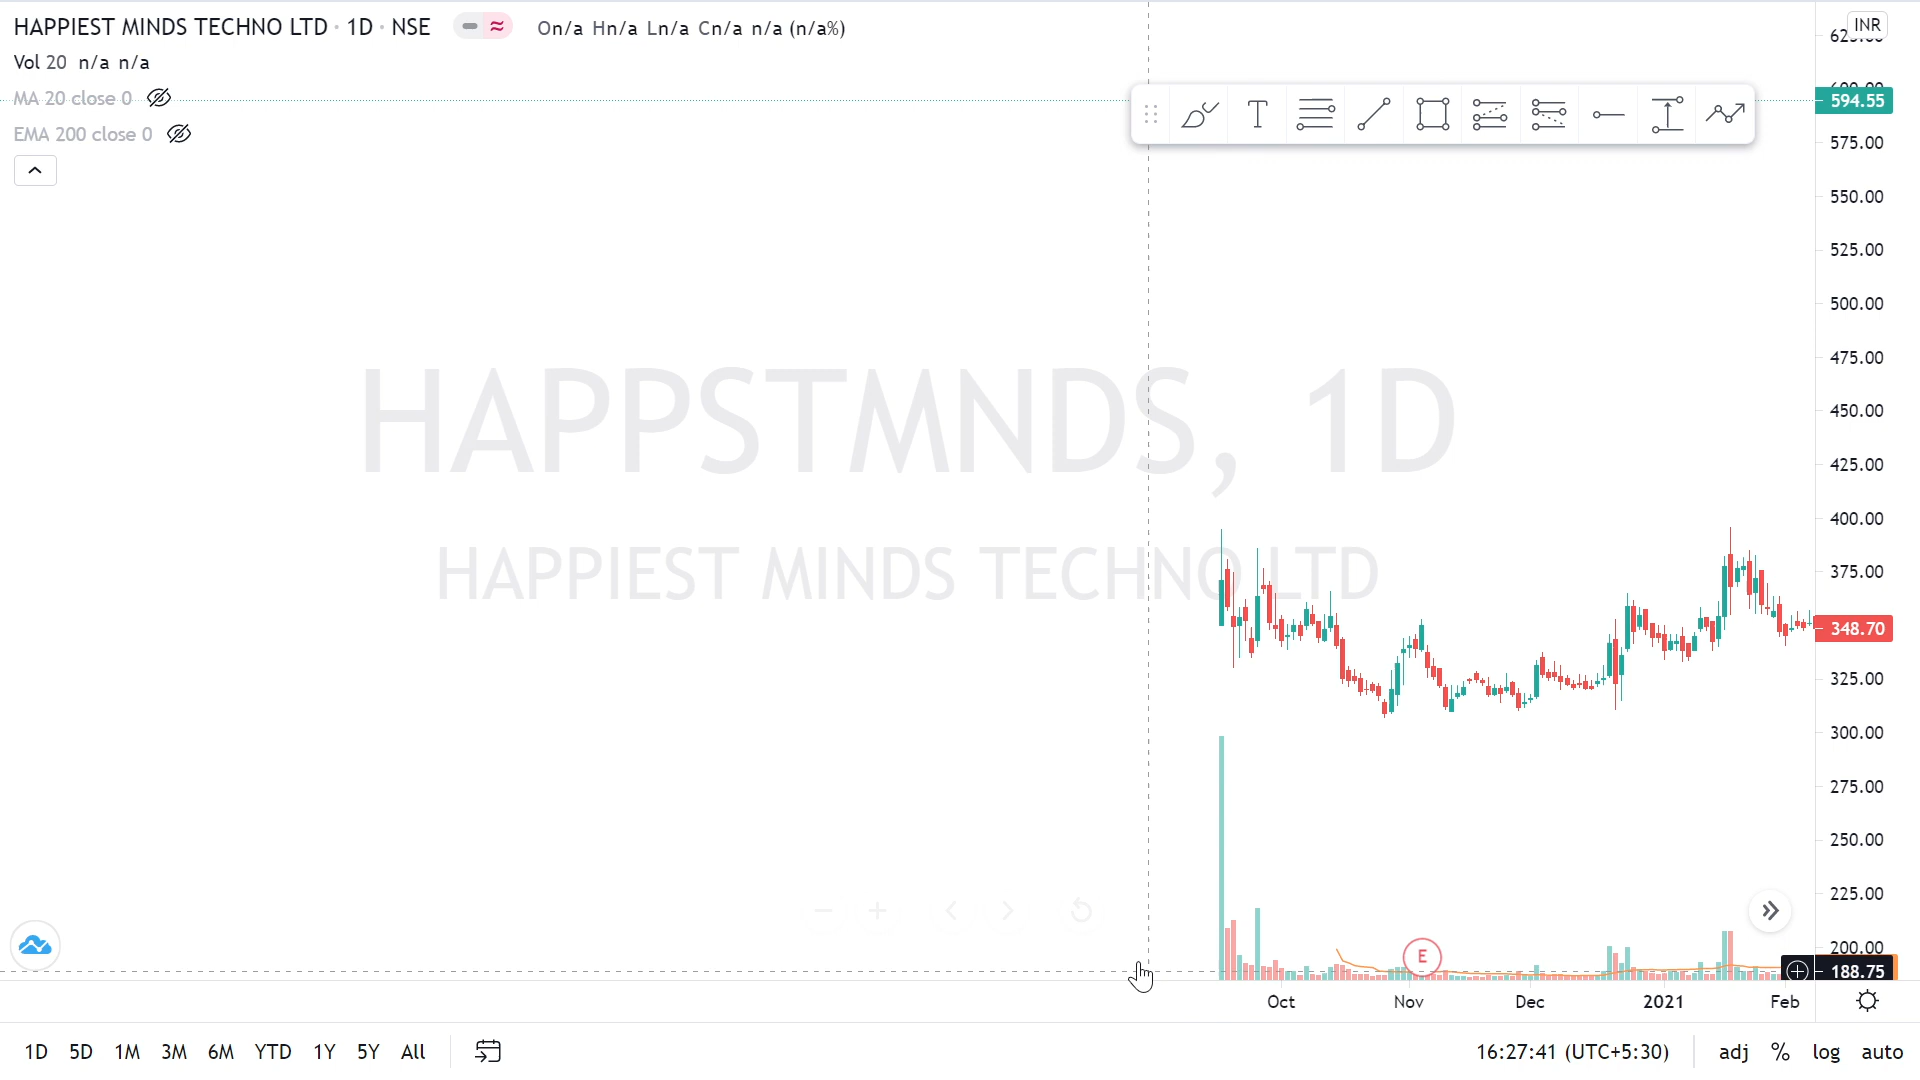 HAPPIEST MINDS TECHNO LTD · 1D · NSE
On/a Hn/a Ln/a Cn/a n/a (n/a%)
INR
Vol 20 n/a n/a
MA 20 close 0
594.55
EMA 200 close 0
575.00
550.00
525.00
500.00
475.00
HAPPSTMNDS, 1D
450.00
425.00
400.00
HAPPIEST MINDS TECHNO LTD
375.00
348.70
325.00
300.00
275.00
250.00
225.00
200.00
E
188.75
Oct Nov Dec 2021 Feb
1D 5D 1M 3M 6M YTD 1Y 5Y All
16:27:41 (UTC+5:30) adj % log auto